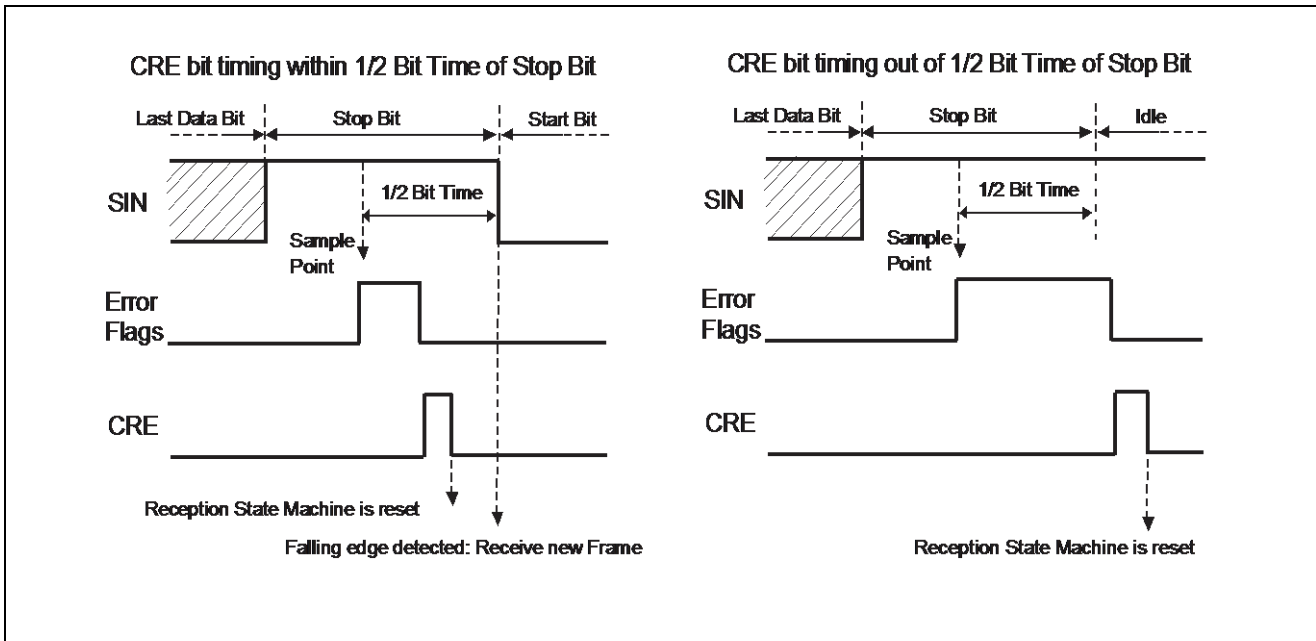 CRE bit timing within 1/2 Bit Time of Stop Bit
Last Data Bit
Stop Bit
Start Bit
SIN
1/2 Bit Time
Sample
Point
Error
Flags
CRE
Reception State Machine is reset
Falling edge detected: Receive new Frame
CRE bit timing out of 1/2 Bit Time of Stop Bit
Last Data Bit
Stop Bit
Idle
SIN
1/2 Bit Time
Sample
Point
Error
Flags
CRE
Reception State Machine is reset